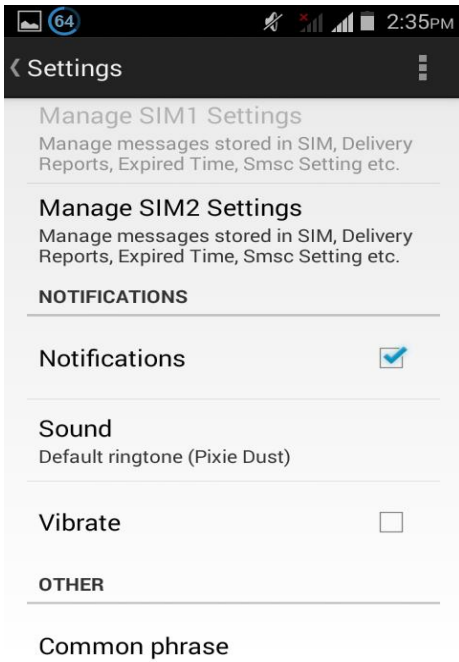 64
2:35PM
Settings
Manage SIM1 Settings
Manage messages stored in SIM, Delivery
Reports, Expired Time, Smsc Setting etc.
Manage SIM2 Settings
Manage messages stored in SIM, Delivery
Reports, Expired Time, Smsc Setting etc.
NOTIFICATIONS
Notifications
Sound
Default ringtone (Pixie Dust)
Vibrate
OTHER
Common phrase